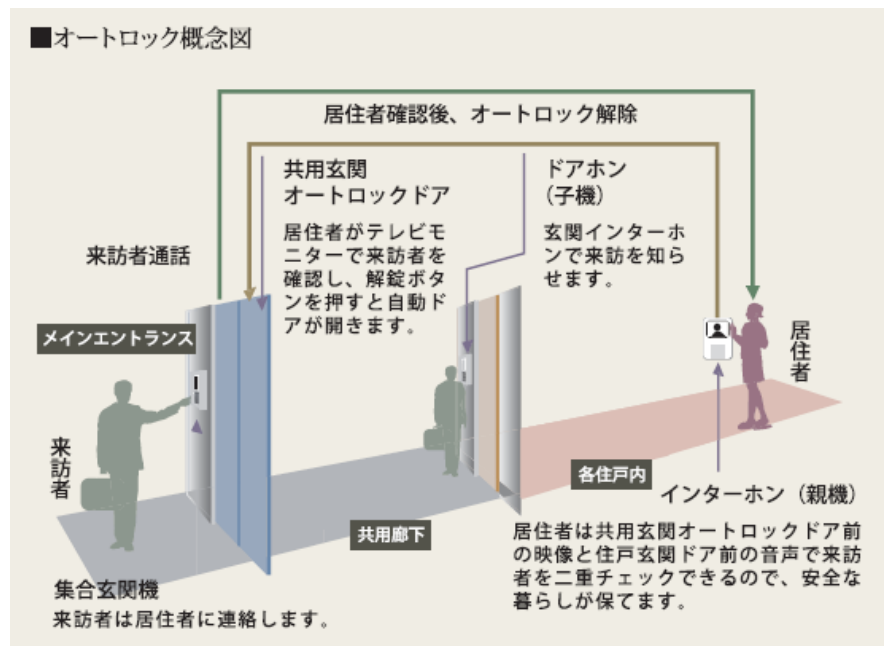 ■オートロック概念図
居住者確認後、オートロック解除
共用玄関
オートロックドア
居住者がテレビモ
ニターで来訪者を
確認し、解錠ボタ
ンを押すと自動ド
アが開きます。
ドアホン
(子機)
玄関インターホ
ンで来訪を知ら
せます。
来訪者通話
メインエントランス
居住者
来訪者
各住戸内
共用廊下
インターホン（親機）
居住者は共用玄関オートロックドア前
の映像と住戸玄関ドア前の音声で来訪
者を二重チェックできるので、安全な
暮らしが保てます。
集合玄関機
来訪者は居住者に連絡します。